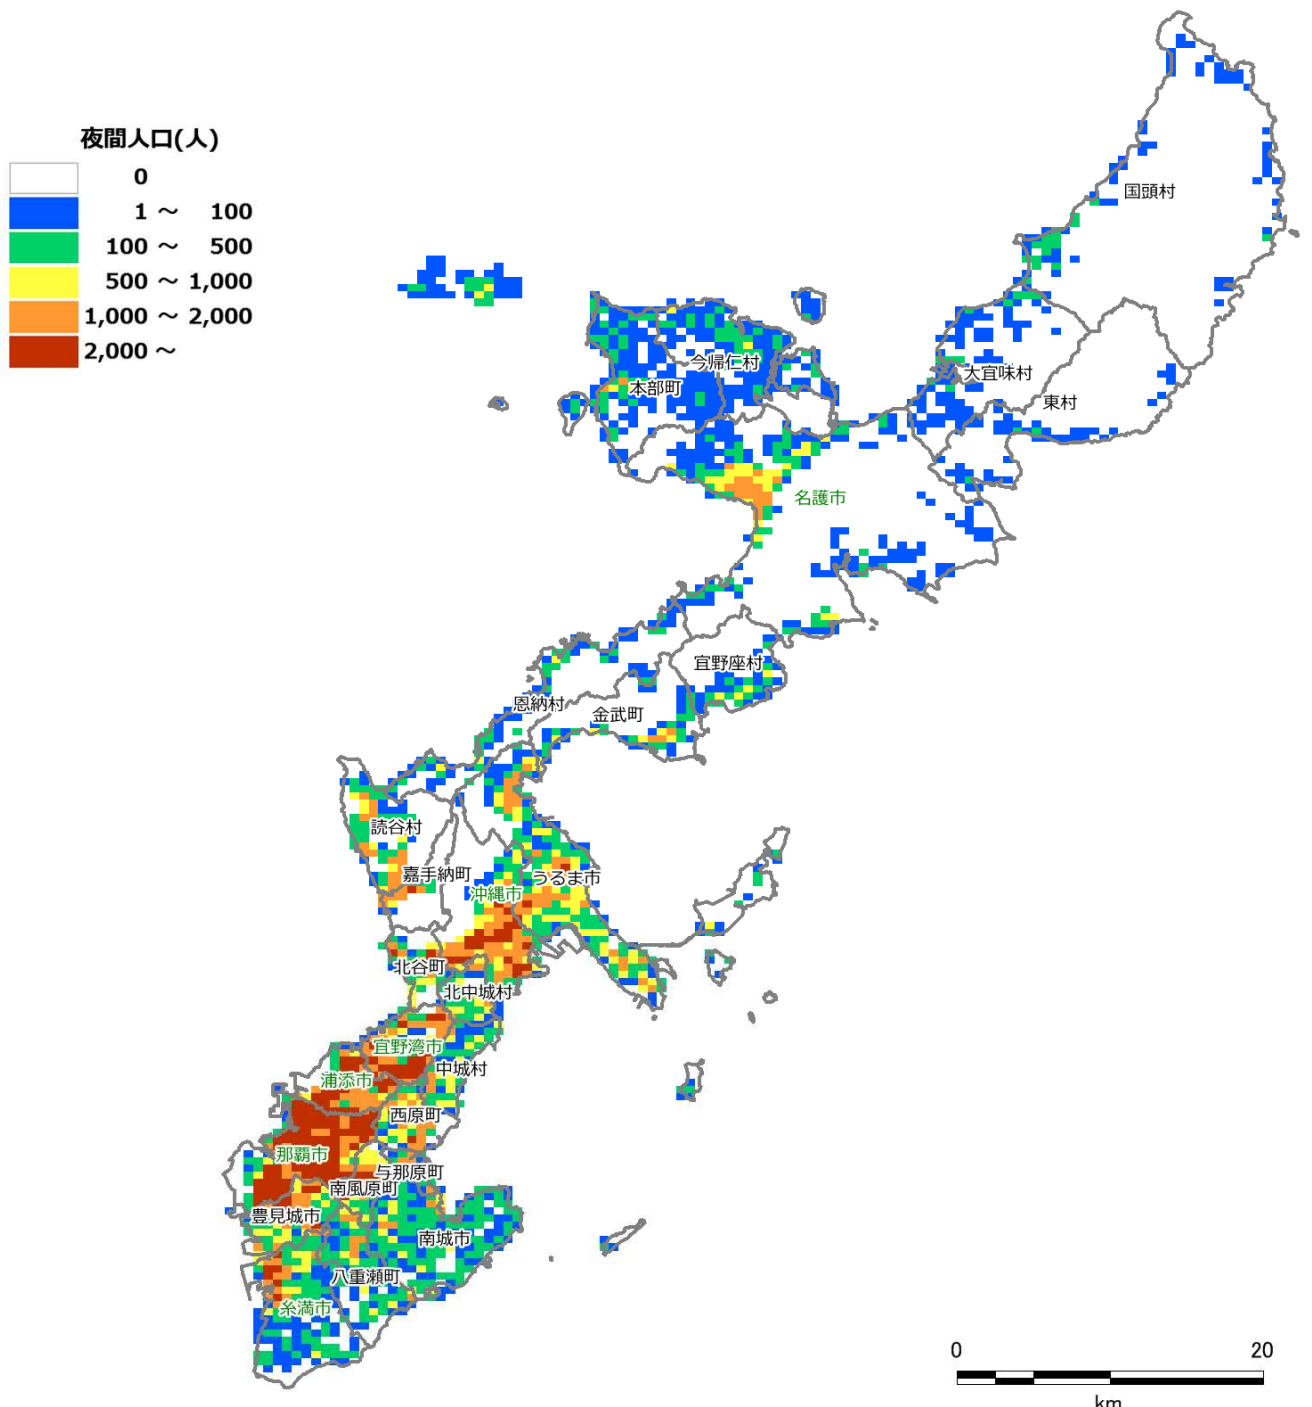 夜間人口(人)
0
1 ～ 100
100 ～ 500
500 ～ 1,000
1,000 ～ 2,000
2,000 ～
国頭村
今帰仁村
大宜味村
本部町
東村
名護市
宜野座村
恩納村
金武町
読谷村
嘉手納町
うるま市
沖縄市
北谷町
北中城村
宜野湾市
中城村
浦添市
西原町
那覇市
与那原町
南風原町
豊見城市
南城市
八重瀬町
糸満市
0 20
km